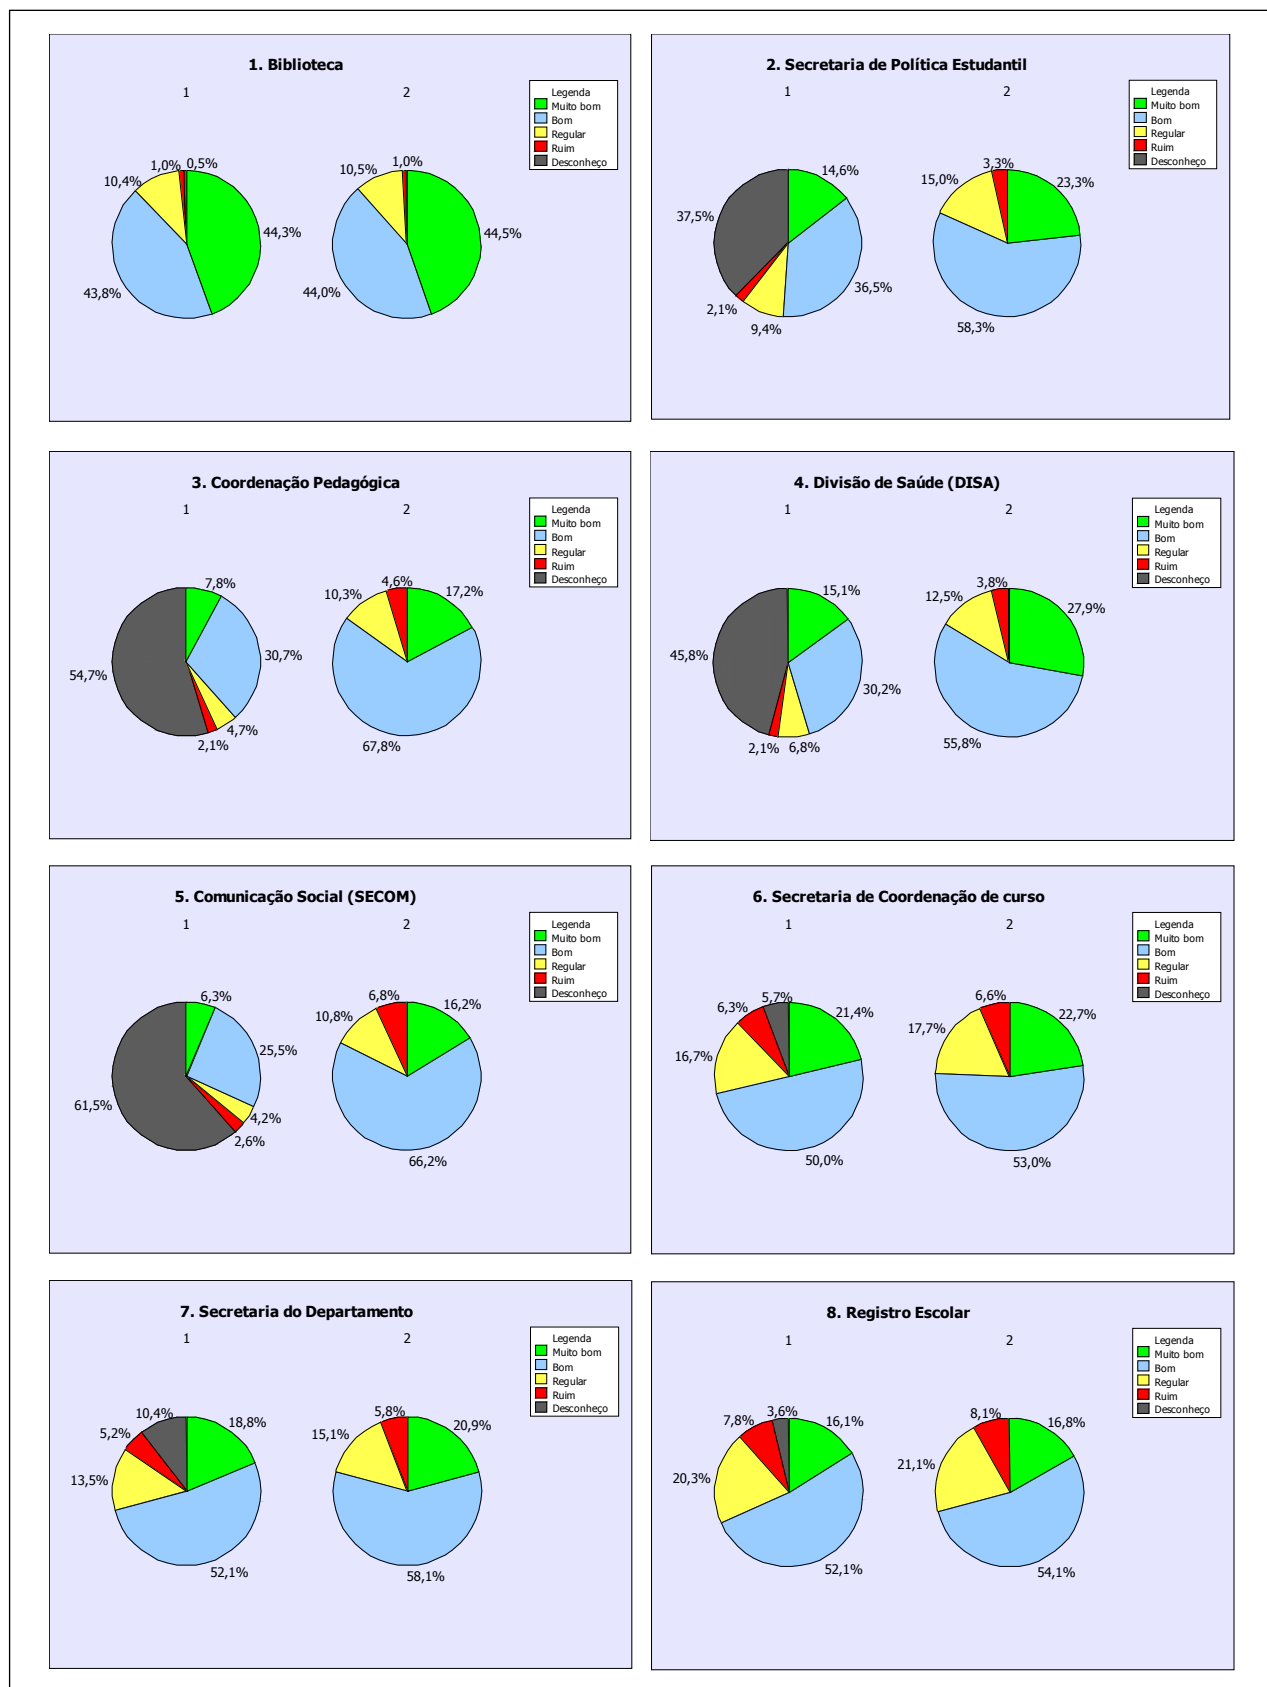 1. Biblioteca
1
2
Legenda
Muito bom
Bom
Regular
Ruim
Desconheço
1,0%
0,5%
10,4%
44,3%
43,8%
1,0%
10,5%
44,5%
44,0%
2. Secretaria de Política Estudantil
1
2
Legenda
Muito bom
Bom
Regular
Ruim
Desconheço
14,6%
37,5%
36,5%
2,1%
9,4%
3,3%
15,0%
23,3%
58,3%
3. Coordenação Pedagógica
1
2
Legenda
Muito bom
Bom
Regular
Ruim
Desconheço
7,8%
30,7%
54,7%
4,7%
2,1%
4,6%
10,3%
17,2%
67,8%
4. Divisão de Saúde (DISA)
1
2
Legenda
Muito bom
Bom
Regular
Ruim
Desconheço
15,1%
45,8%
30,2%
2,1%
6,8%
3,8%
12,5%
27,9%
55,8%
5. Comunicação Social (SECOM)
1
2
Legenda
Muito bom
Bom
Regular
Ruim
Desconheço
6,3%
25,5%
61,5%
4,2%
2,6%
6,8%
10,8%
16,2%
66,2%
6. Secretaria de Coordenação de curso
1
2
Legenda
Muito bom
Bom
Regular
Ruim
Desconheço
5,7%
6,3%
21,4%
16,7%
50,0%
6,6%
17,7%
22,7%
53,0%
7. Secretaria do Departamento
1
2
Legenda
Muito bom
Bom
Regular
Ruim
Desconheço
10,4%
5,2%
18,8%
13,5%
52,1%
5,8%
15,1%
20,9%
58,1%
8. Registro Escolar
1
2
Legenda
Muito bom
Bom
Regular
Ruim
Desconheço
3,6%
7,8%
16,1%
20,3%
52,1%
8,1%
16,8%
21,1%
54,1%